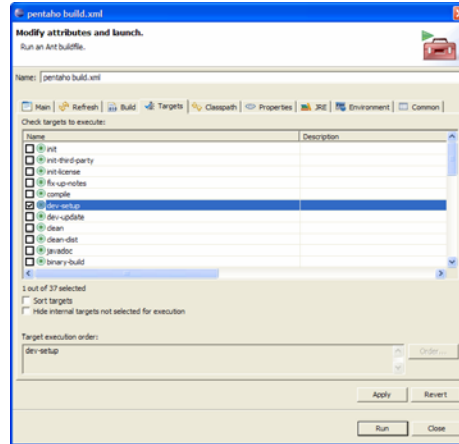 pentaho build.xml
Modify attributes and launch.
Run an Ant buildfile.
Name: pentaho build.xml
Main Refresh Build Targets Classpath Properties JRE Environment Common
Check targets to execute:
Name Description
init
init-third-party
init-license
fix-up-notes
compile
dev-setup
dev-update
clean
clean-dist
javadoc
binary-build
1 out of 37 selected
Sort targets
Hide internal targets not selected for execution
Target execution order:
dev-setup
Order...
Apply Revert
Run Close